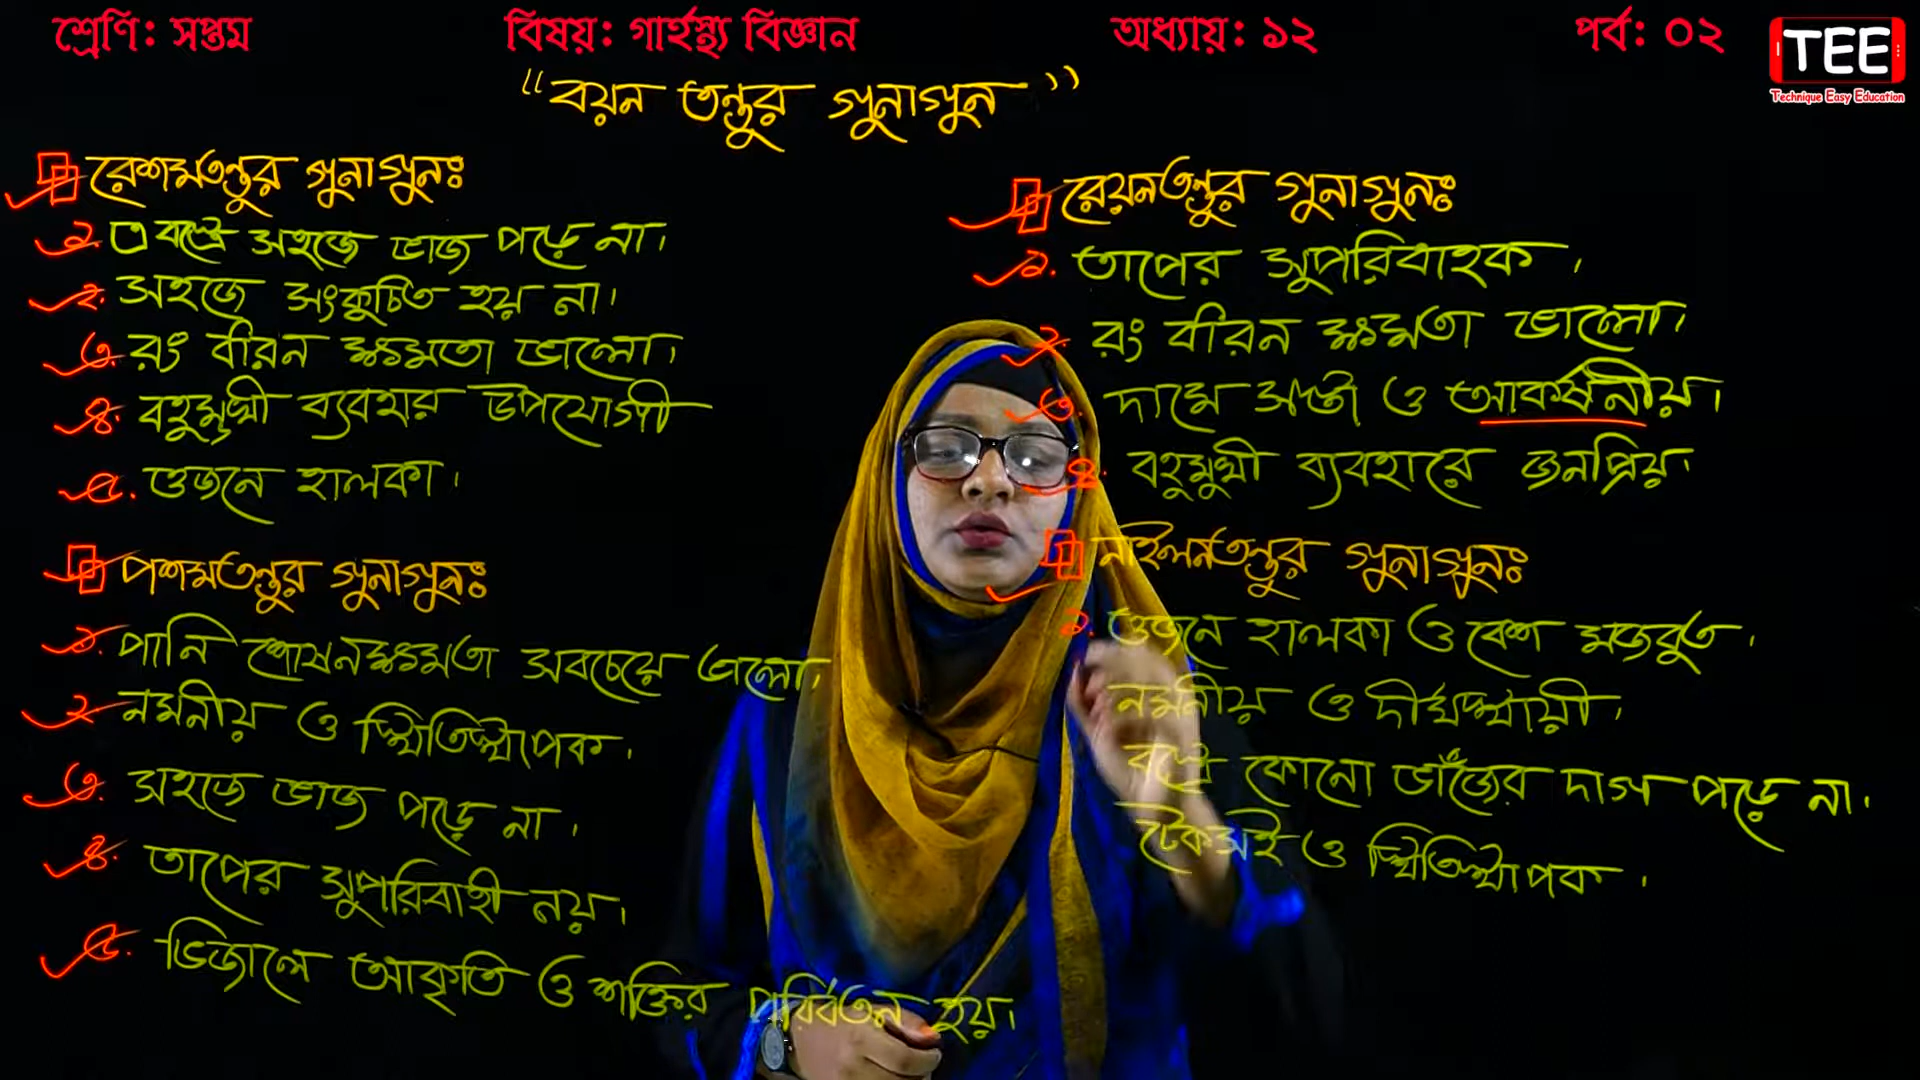 শ্রেণি: সপ্তম
বিষয়: গার্হস্থ্য বিজ্ঞান
অধ্যায়: ১২
পর্ব: ০২
TEE
Technique Easy Education
"বয়ন তন্তুর গুনাগুন"
রেশমতন্তুর গুনাগুনঃ
১. বস্ত্রে সহজে ভাজ পড়ে না।
২. সহজে সংকুচিত হয় না।
৩. রং ধারন ক্ষমতা ভালো।
৪. বহুমুখী ব্যবহার উপযোগী
৫. ওজনে হালকা।
পশমতন্তুর গুনাগুনঃ
১. পানি শোষনক্ষমতা সবচেয়ে ভালো।
২. নমনীয় ও স্থিতিস্থাপক।
৩. সহজে ভাজ পড়ে না।
৪. তাপের সুপরিবাহী নয়।
৫. ভিজালে আকৃতি ও শক্তির পরির্বতন হয়।
রেয়নতন্তুর গুনাগুনঃ
১. তাপের সুপরিবাহক।
২. রং ধারন ক্ষমতা ভালো।
৩. দামে সস্তা ও আকর্ষনীয়।
৪. বহুমুখী ব্যবহারে জনপ্রিয়।
নাইলনতন্তুর গুনাগুনঃ
১. ওজনে হালকা ও বেশ মজবুত।
নমনীয় ও দীর্ঘস্থায়ী।
বস্ত্রে কোনো ভাঁজের দাগ পড়ে না।
টেকসই ও স্থিতিস্থাপক।